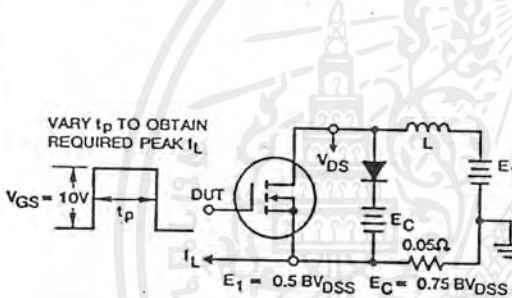 VARY tp TO OBTAIN
REQUIRED PEAK IL
VGS = 10V
tp
DUT
VDS
L
EC
0.05Ω
IL
E1 = 0.5 BVDSS EC = 0.75 BVDSS